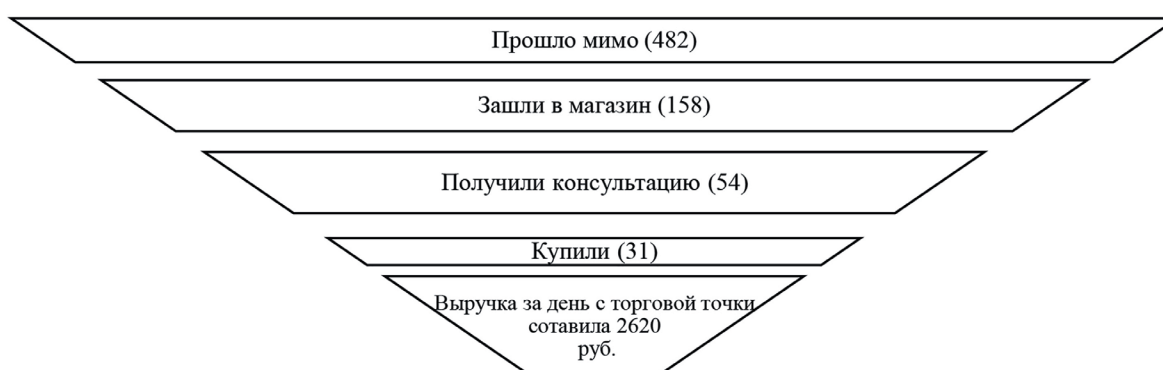 Прошло мимо (482)
Зашли в магазин (158)
Получили консультацию (54)
Купили (31)
Выручка за день с торговой точки
сотавила 2620
руб.